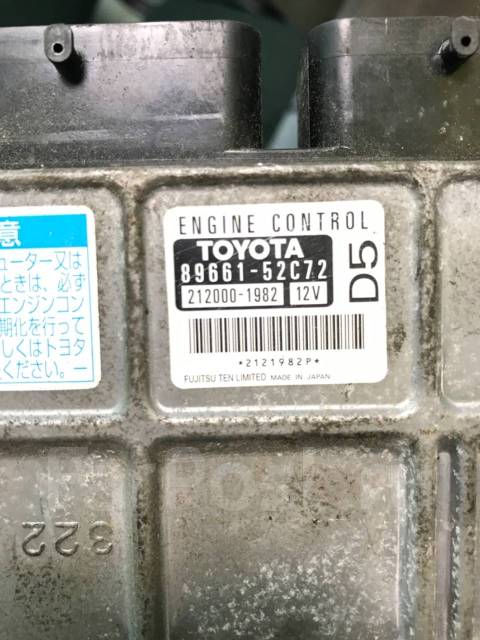 ENGINE CONTROL
TOYOTA
89661-52C72
212000-1982 12V
D5
*2121982P*
FUJITSU TEN LIMITED MADE IN JAPAN
意
ューター又は
ときは、必ず
エンジンコン
期化を行って
しくはトヨタ
ください。ー
322